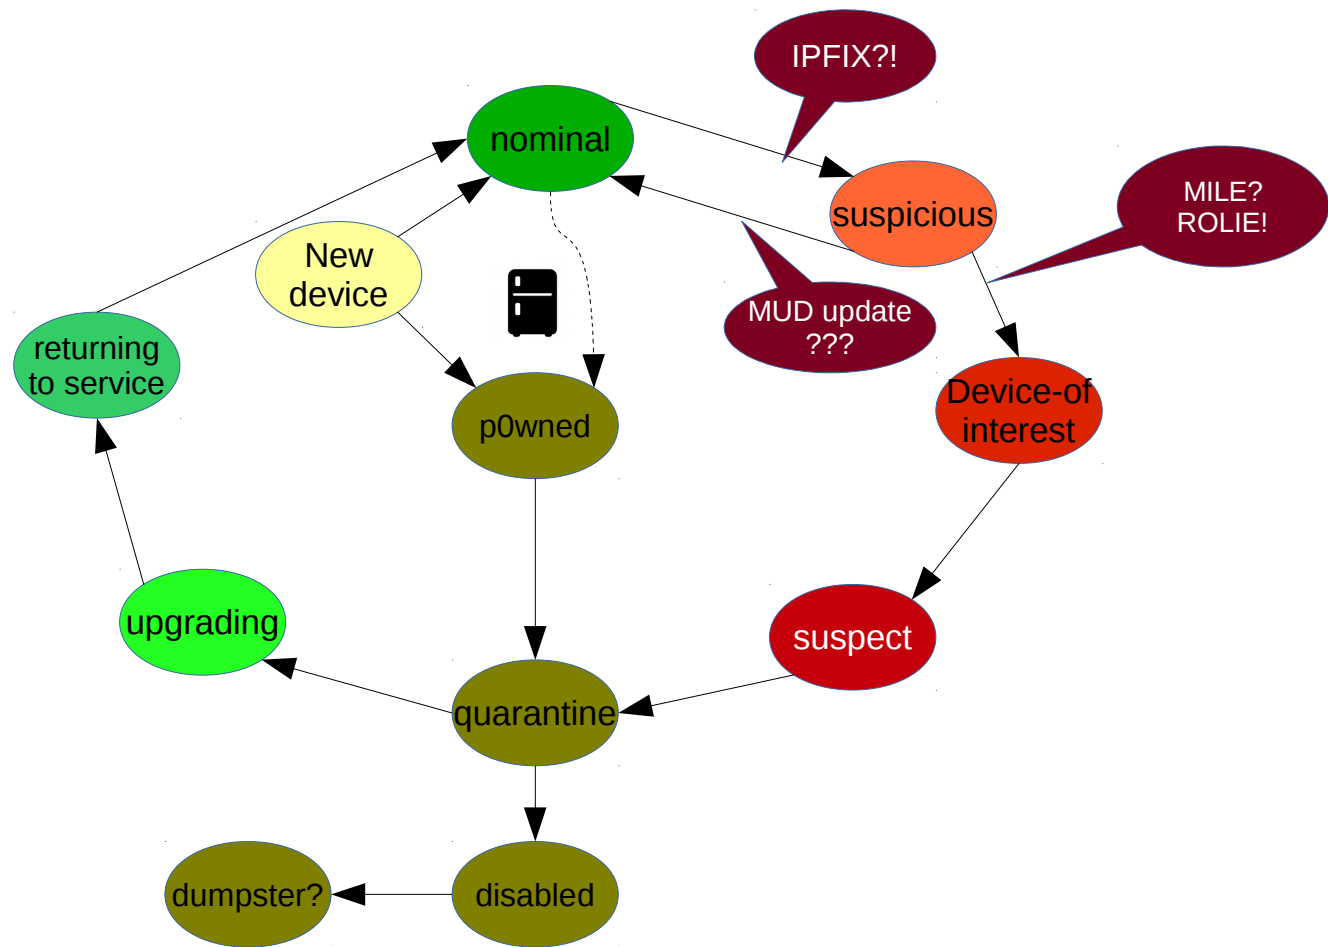 IPFIX?!
nominal
MILE?
ROLIE!
suspicious
New
device
MUD update
???
returning
to service
Device-of
interest
p0wned
upgrading
suspect
quarantine
dumpster?
disabled